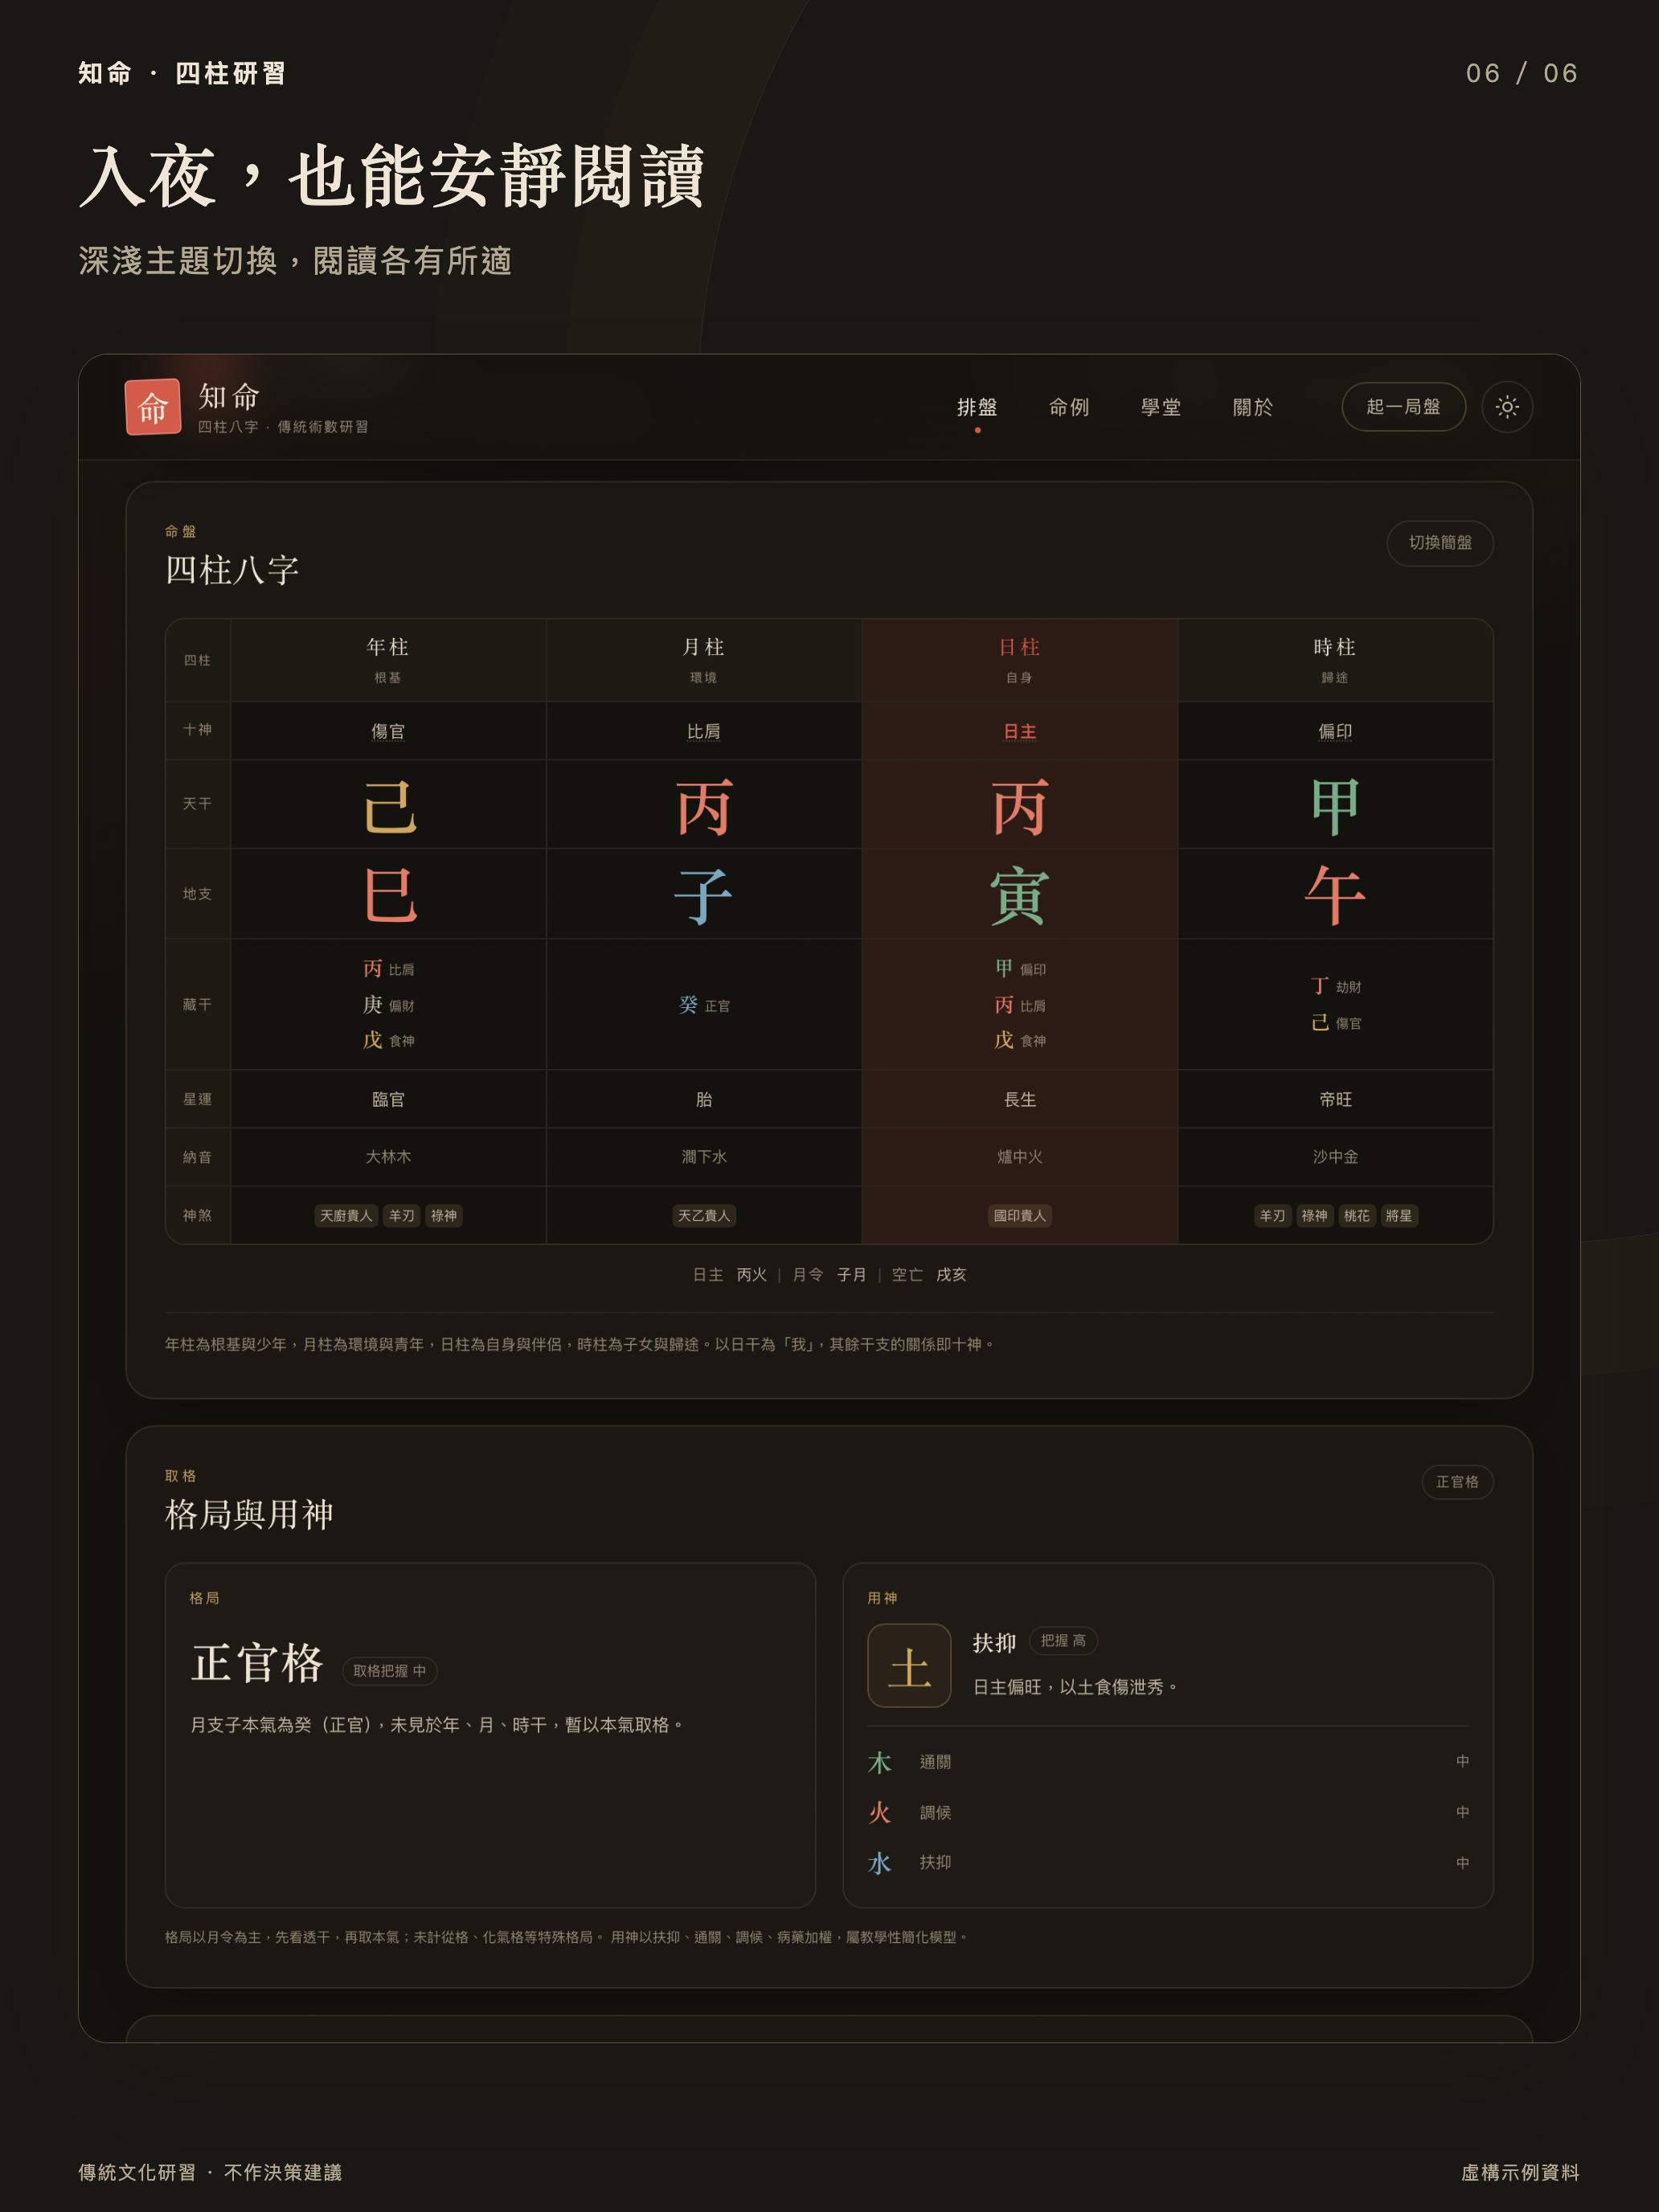 知命 · 四柱研習
06 / 06
入夜，也能安靜閱讀
深淺主題切換，閱讀各有所適
命
知命
四柱八字 · 傳統術數研習
排盤 命例 學堂 關於 起一局盤
命盤
四柱八字
切換簡盤
四柱 年柱 月柱 日柱 時柱
根基 環境 自身 歸途
十神 傷官 比肩 日主 偏印
天干 己 丙 丙 甲
地支 巳 子 寅 午
藏干
丙 比肩
庚 偏財
戊 食神
癸 正官
甲 偏印
丙 比肩
戊 食神
丁 劫財
己 傷官
星運 臨官 胎 長生 帝旺
納音 大林木 澗下水 爐中火 沙中金
神煞 天廚貴人 羊刃 祿神 天乙貴人 國印貴人 羊刃 祿神 桃花 將星
日主 丙火 | 月令 子月 | 空亡 戌亥
年柱為根基與少年，月柱為環境與青年，日柱為自身與伴侶，時柱為子女與歸途。以日干為「我」，其餘干支的關係即十神。
取格
格局與用神
正官格
格局
正官格 取格把握 中
月支子本氣為癸（正官），未見於年、月、時干，暫以本氣取格。
用神
土
扶抑 把握 高
日主偏旺，以土食傷泄秀。
木 通關 中
火 調候 中
水 扶抑 中
格局以月令為主，先看透干，再取本氣；未計從格、化氣格等特殊格局。 用神以扶抑、通關、調候、病藥加權，屬教學性簡化模型。
傳統文化研習 · 不作決策建議
虛構示例資料